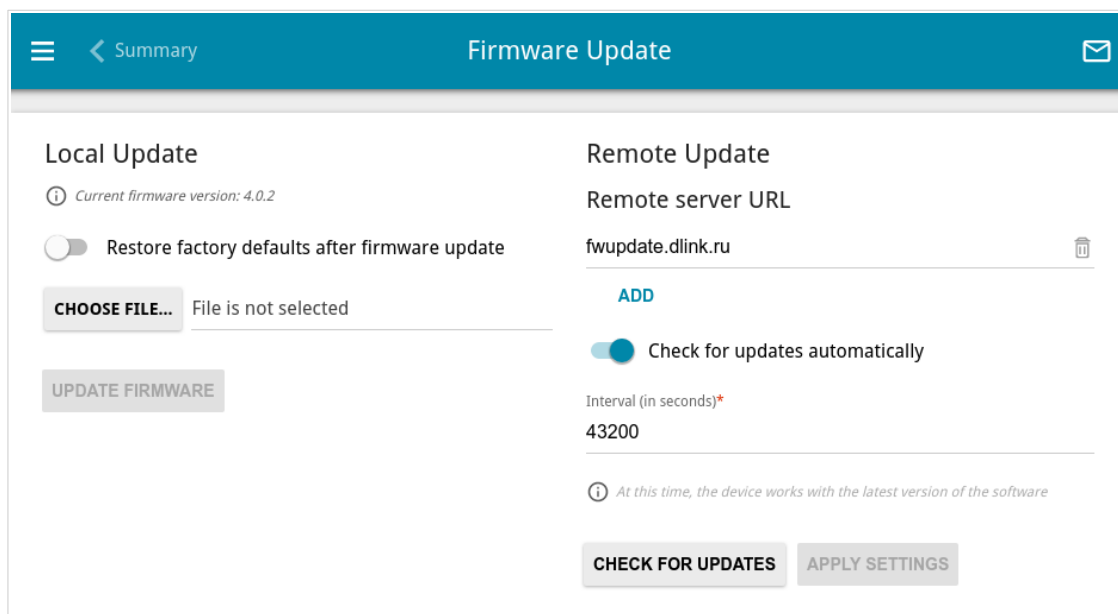 Summary
Firmware Update
Local Update
Current firmware version: 4.0.2
Restore factory defaults after firmware update
CHOOSE FILE...
File is not selected
UPDATE FIRMWARE
Remote Update
Remote server URL
fwupdate.dlink.ru
ADD
Check for updates automatically
Interval (in seconds)*
43200
At this time, the device works with the latest version of the software
CHECK FOR UPDATES
APPLY SETTINGS